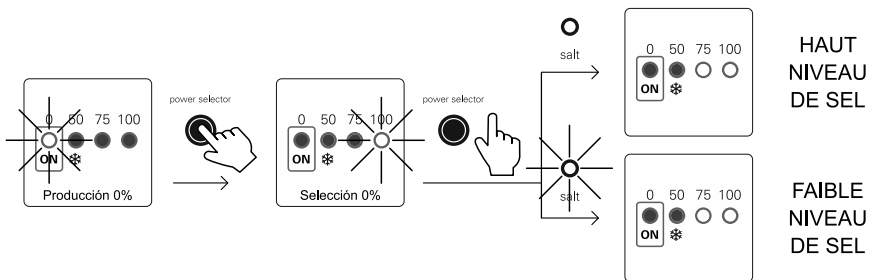 0 50 75 100
ON ❄
Producción 0%
power selector
0 50 75 100
ON ❄
Selección 0%
power selector
salt
0 50 75 100
ON ❄
HAUT
NIVEAU
DE SEL
salt
0 50 75 100
ON ❄
FAIBLE
NIVEAU
DE SEL